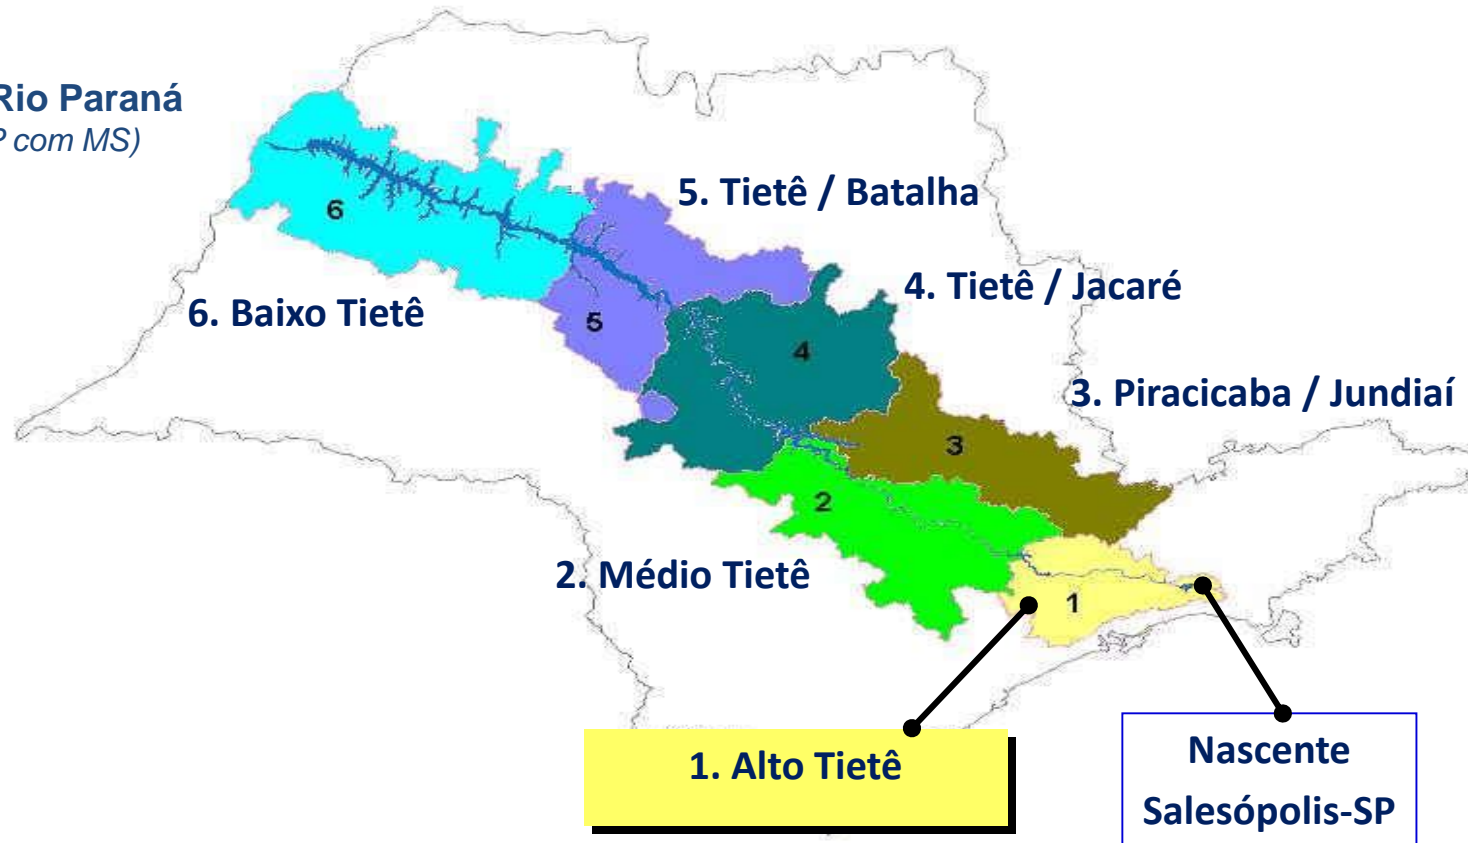 Rio Paraná
com MS)
5. Tietê / Batalha
6
4. Tietê / Jacaré
6. Baixo Tietê
5
4
3. Piracicaba / Jundiaí
3
2
2. Médio Tietê
1
1. Alto Tietê
Nascente
Salesópolis-SP